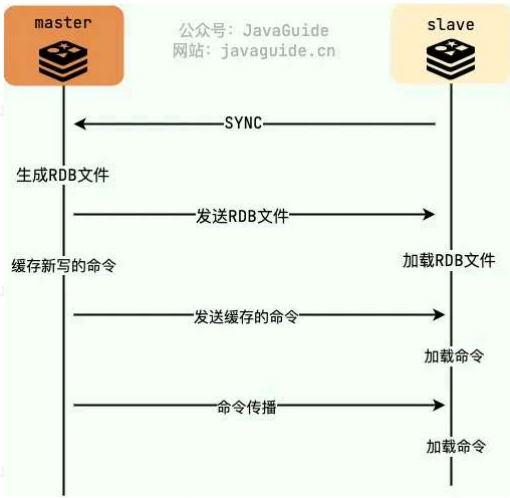 master
公众号：JavaGuide
网站：javaguide.cn
slave
SYNC
生成RDB文件
发送RDB文件
缓存新写的命令
加载RDB文件
发送缓存的命令
加载命令
命令传播
加载命令